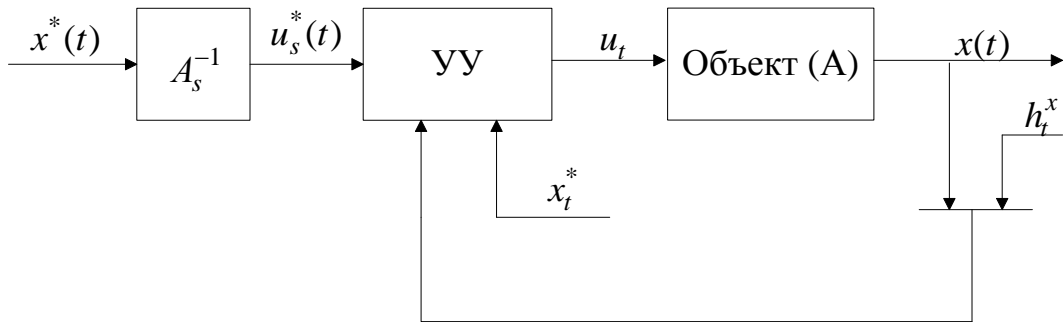 x*(t)
A_s^{-1}
u_s^*(t)
УУ
u_t
Объект (А)
x(t)
h_t^x
x_t^*